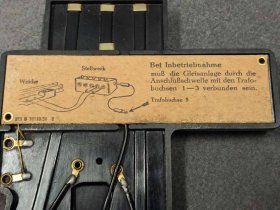 Stellwerk
Weiche
Bei Inbetriebnahme
muß die Gleisanlage durch die
Anschlußschwelle mit den Trafo-
buchsen 1—3 verbunden sein.
Trafobuchse 5